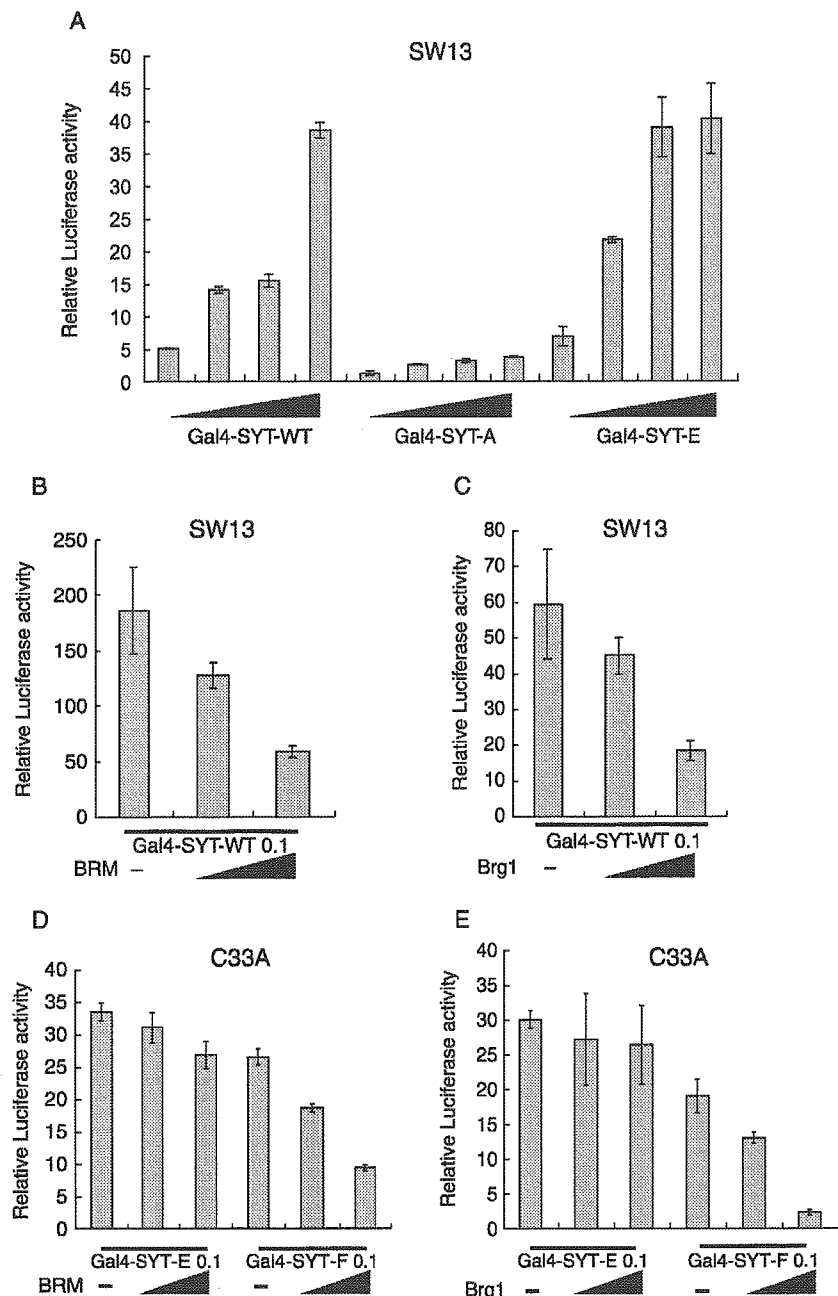 A
SW13
Relative Luciferase activity
50
45
40
35
30
25
20
15
10
5
0
Gal4-SYT-WT
Gal4-SYT-A
Gal4-SYT-E
B
SW13
Relative Luciferase activity
250
200
150
100
50
0
Gal4-SYT-WT 0.1
BRM –
C
SW13
Relative Luciferase activity
80
70
60
50
40
30
20
10
0
Gal4-SYT-WT 0.1
Brg1 –
D
C33A
Relative Luciferase activity
40
35
30
25
20
15
10
5
0
Gal4-SYT-E 0.1
Gal4-SYT-F 0.1
BRM – –
E
C33A
Relative Luciferase activity
40
35
30
25
20
15
10
5
0
Gal4-SYT-E 0.1
Gal4-SYT-F 0.1
Brg1 – –